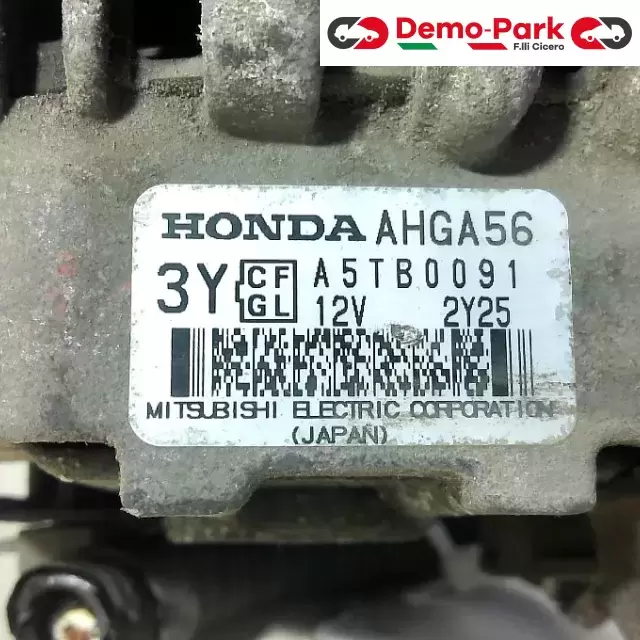 Demo-Park
F.lli Cicero
HONDA AHGA56
3Y CF A5TB0091
GL 12V 2Y25
MITSUBISHI ELECTRIC CORPORATION
(JAPAN)